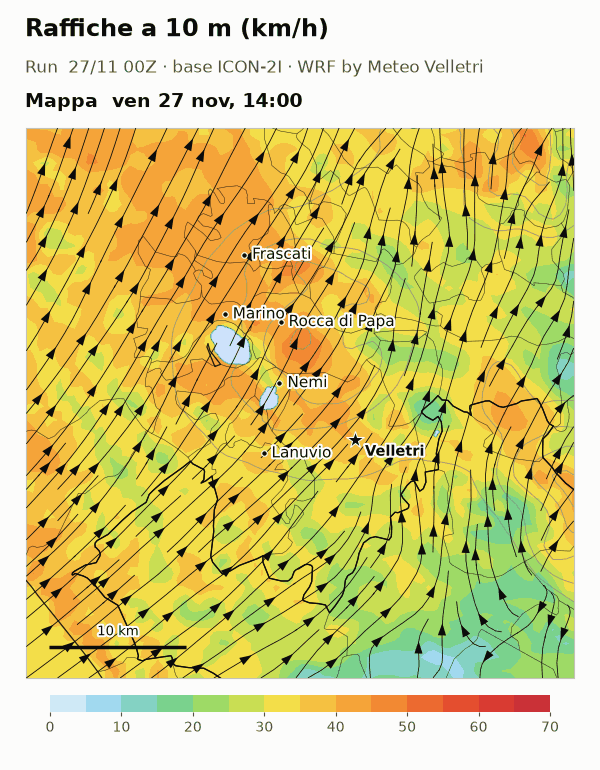 Raffiche a 10 m (km/h)
Run  27/11 00Z · base ICON-2I · WRF by Meteo Velletri
Mappa  ven 27 nov, 14:00
Frascati
Marino
Rocca di Papa
Nemi
Velletri
Lanuvio
10 km
0 10 20 30 40 50 60 70